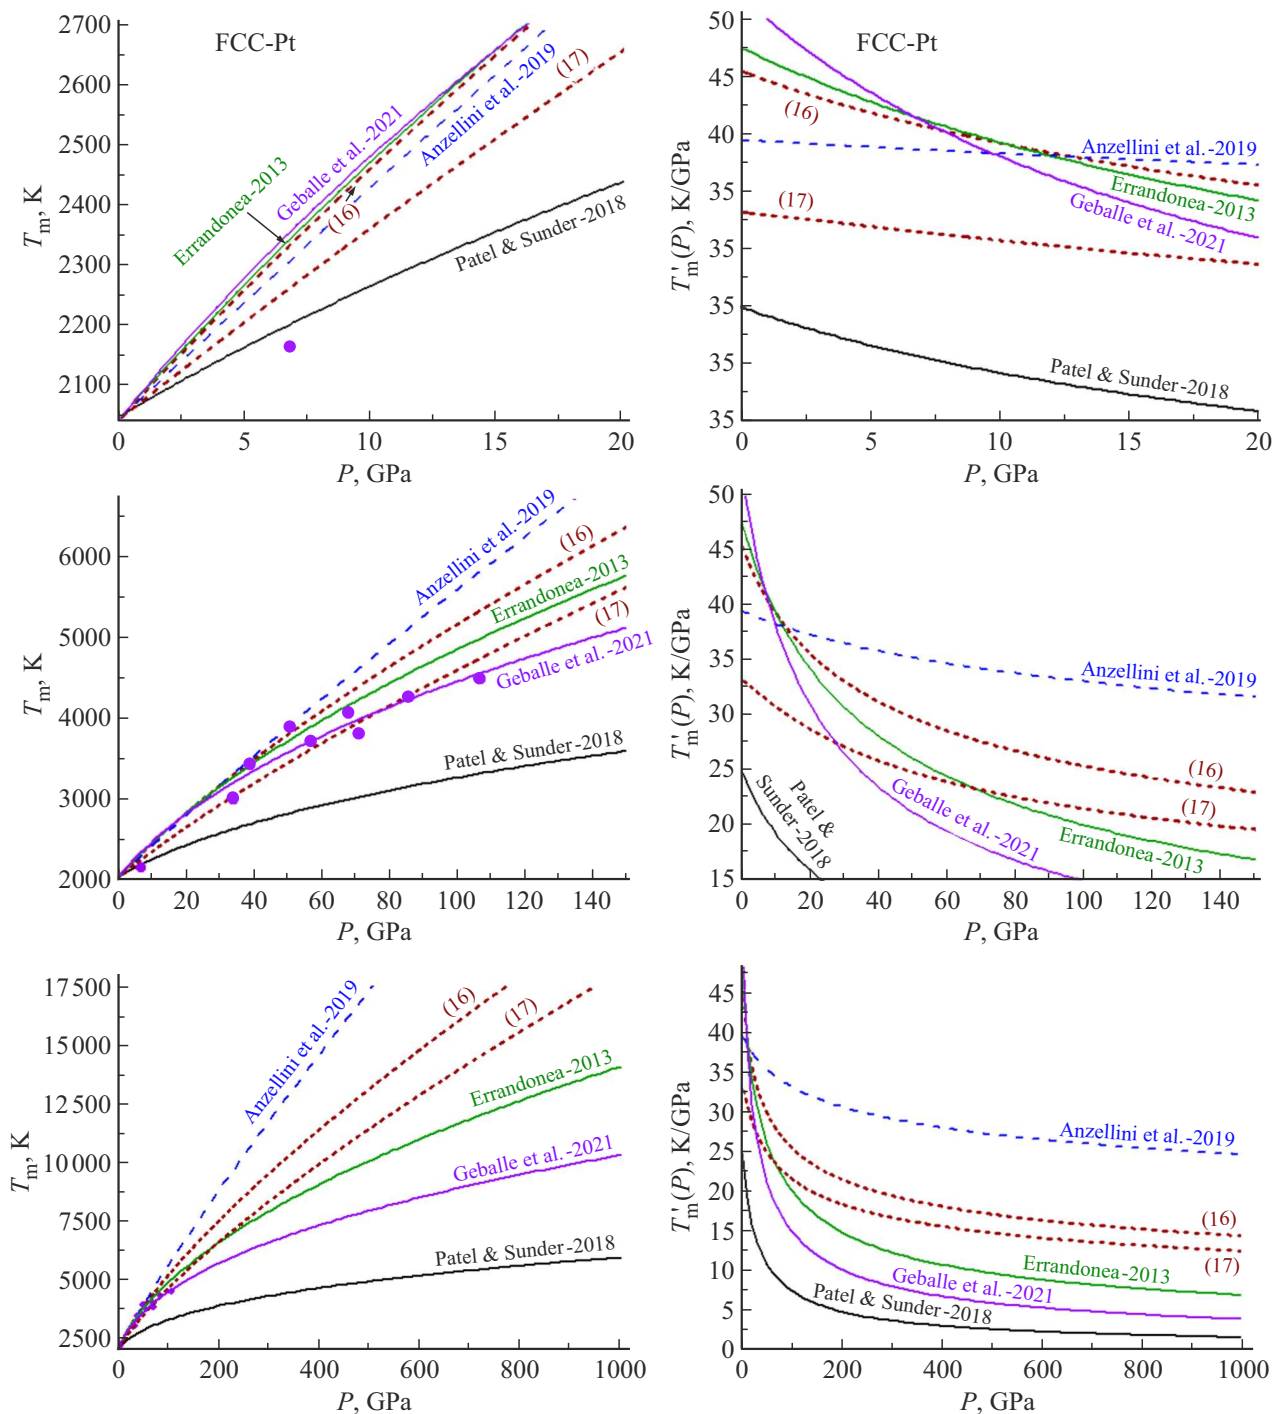 FCC-Pt
2700
2600
2500
2400
2300
2200
2100
T_m, K
0 5 10 15 20
P, GPa
Errandonea-2013
Geballe et al.-2021
(16)
Anzellini et al.-2019
(17)
Patel & Sunder-2018
FCC-Pt
50
45
40
35
35
35
35
35
T'_m(P), K/GPa
0 5 10 15 20
P, GPa
(16)
Anzellini et al.-2019
Errandonea-2013
Geballe et al.-2021
(17)
Patel & Sunder-2018
6000
5000
4000
3000
2000
T_m, K
0 20 40 60 80 100 120 140
P, GPa
Anzellini et al.-2019
(16)
Errandonea-2013
(17)
Geballe et al.-2021
Patel & Sunder-2018
50
45
40
35
30
25
20
15
T'_m(P), K/GPa
0 20 40 60 80 100 120 140
P, GPa
Anzellini et al.-2019
(16)
(17)
Patel &
Sunder-2018
Geballe et al.-2021
Errandonea-2013
17500
15000
12500
10000
7500
5000
2500
T_m, K
0 200 400 600 800 1000
P, GPa
Anzellini et al.-2019
(16)
(17)
Errandonea-2013
Geballe et al.-2021
Patel & Sunder-2018
45
40
35
30
25
20
15
10
5
0
T'_m(P), K/GPa
0 200 400 600 800 1000
P, GPa
Anzellini et al.-2019
(16)
(17)
Errandonea-2013
Geballe et al.-2021
Patel & Sunder-2018